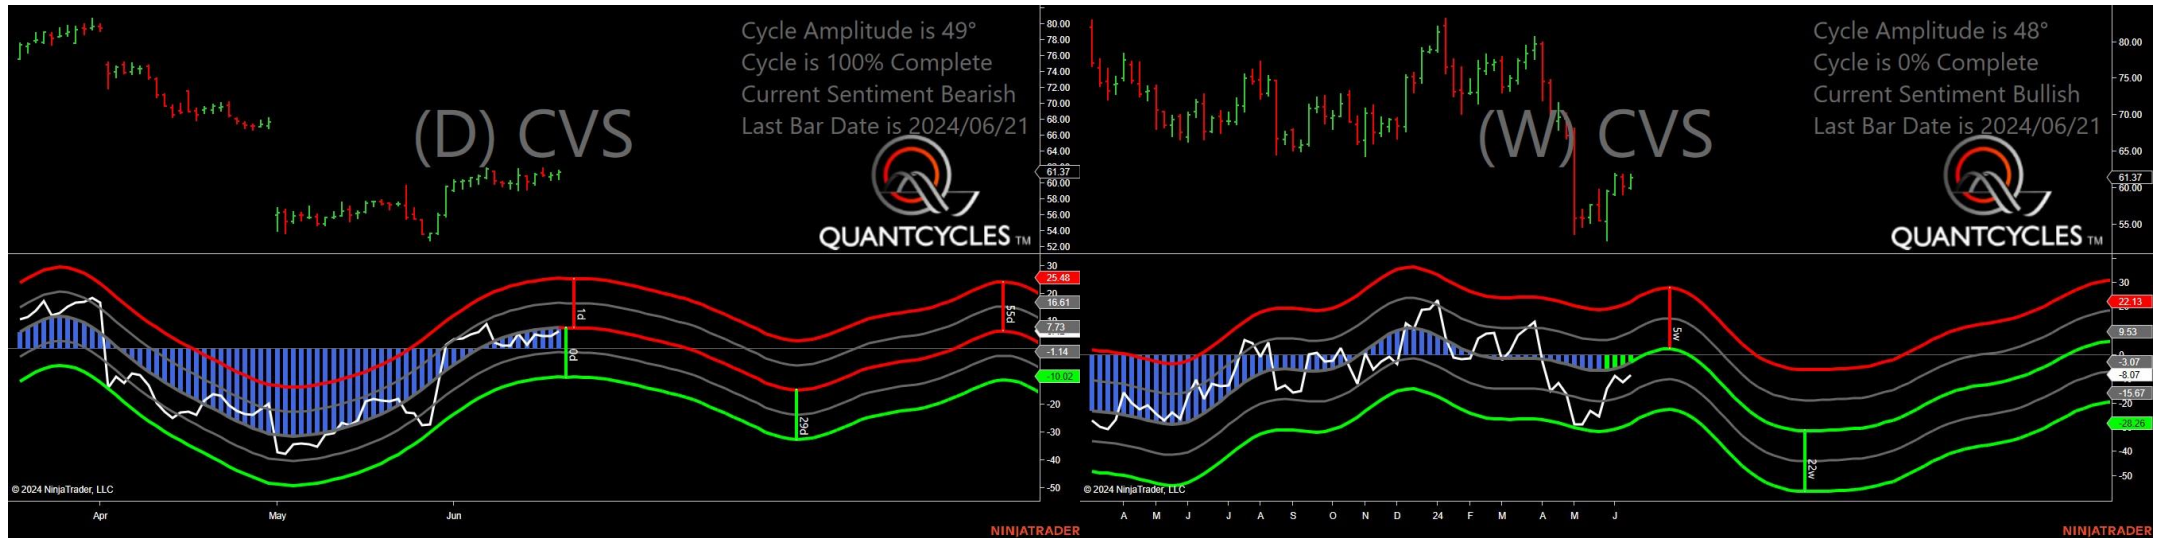 Cycle Amplitude is 49°
Cycle is 100% Complete
Current Sentiment Bearish
Last Bar Date is 2024/06/21
(D) CVS
QUANTCYCLES TM
80.00
78.00
76.00
74.00
72.00
70.00
68.00
66.00
64.00
61.37
60.00
58.00
56.00
54.00
52.00
30
25.48
20
16.61
10
7.73
-1.14
-10.02
-20
-30
-40
-50
1d
0d
29d
55d
© 2024 NinjaTrader, LLC
Apr May Jun
NINJATRADER
Cycle Amplitude is 48°
Cycle is 0% Complete
Current Sentiment Bullish
Last Bar Date is 2024/06/21
(W) CVS
QUANTCYCLES TM
80.00
75.00
70.00
65.00
61.37
60.00
55.00
30
22.13
9.53
-3.07
-8.07
-15.67
-20
-28.26
-40
-50
5w
22w
© 2024 NinjaTrader, LLC
A M J J A S O N D 24 F M A M J
NINJATRADER